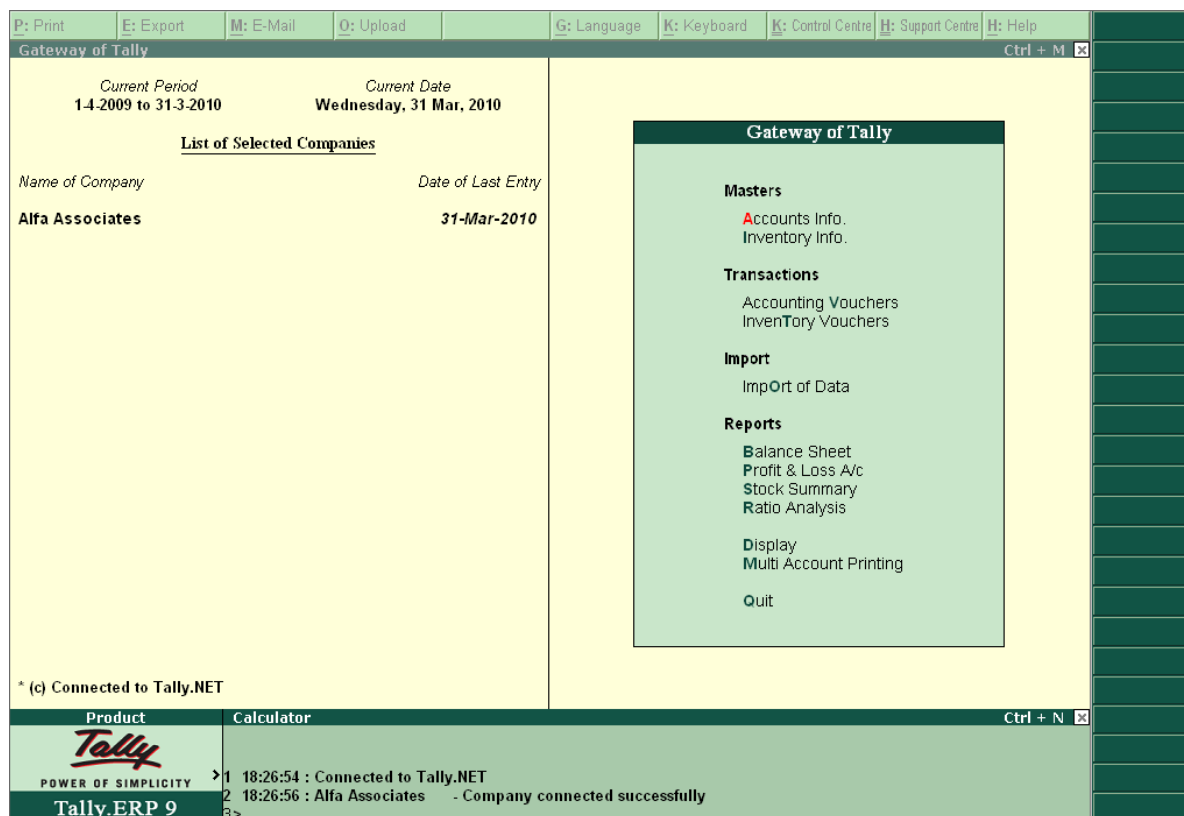 P: Print E: Export M: E-Mail O: Upload G: Language K: Keyboard K: Control Centre H: Support Centre H: Help
Gateway of Tally Ctrl + M
Current Period Current Date
1-4-2009 to 31-3-2010 Wednesday, 31 Mar, 2010
List of Selected Companies
Name of Company Date of Last Entry
Alfa Associates 31-Mar-2010
* (c) Connected to Tally.NET
Gateway of Tally
Masters
Accounts Info.
Inventory Info.
Transactions
Accounting Vouchers
InvenTory Vouchers
Import
ImpOrt of Data
Reports
Balance Sheet
Profit & Loss A/c
Stock Summary
Ratio Analysis
Display
Multi Account Printing
Quit
Product
Tally
POWER OF SIMPLICITY
Tally.ERP 9
Calculator Ctrl + N
1 18:26:54 : Connected to Tally.NET
2 18:26:56 : Alfa Associates - Company connected successfully
3>